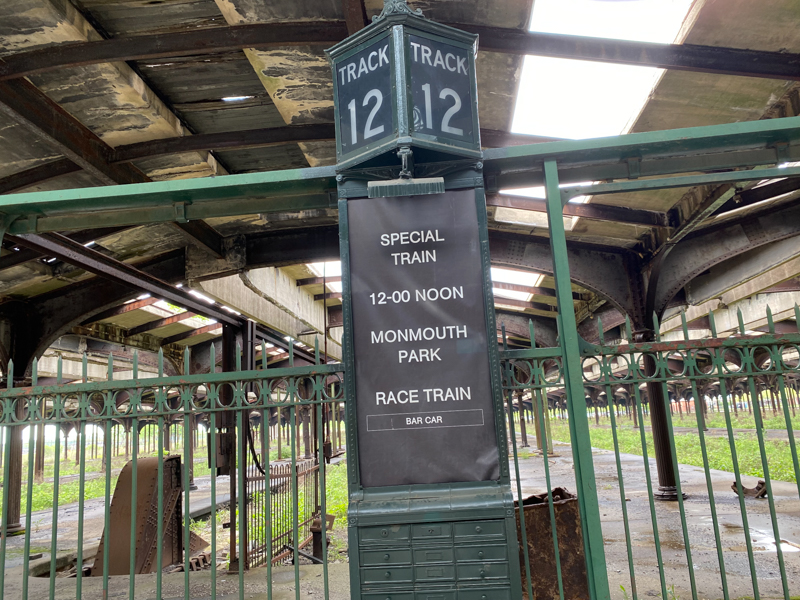 TRACK
12
TRACK
12
SPECIAL
TRAIN
12-00 NOON
MONMOUTH
PARK
RACE TRAIN
BAR CAR